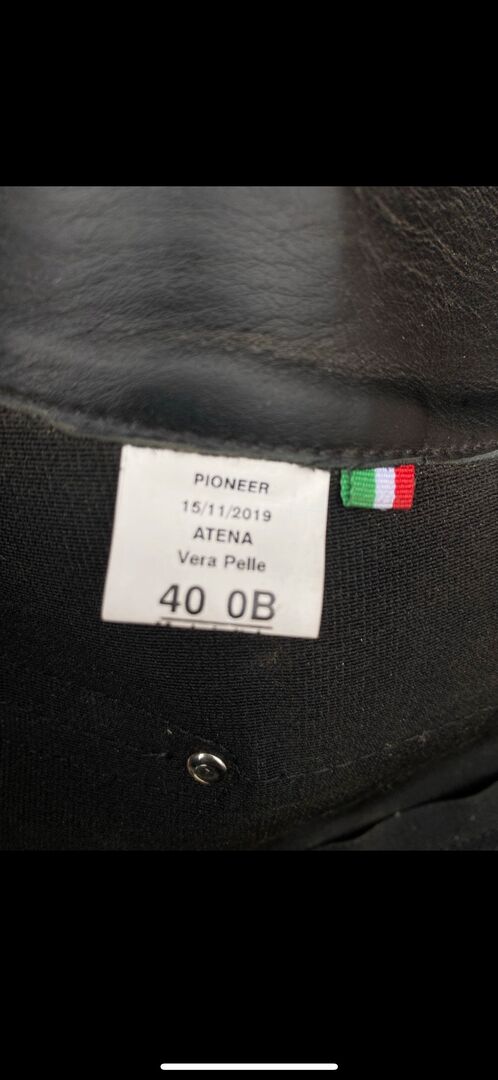 PIONEER
15/11/2019
ATENA
Vera Pelle
40 0B